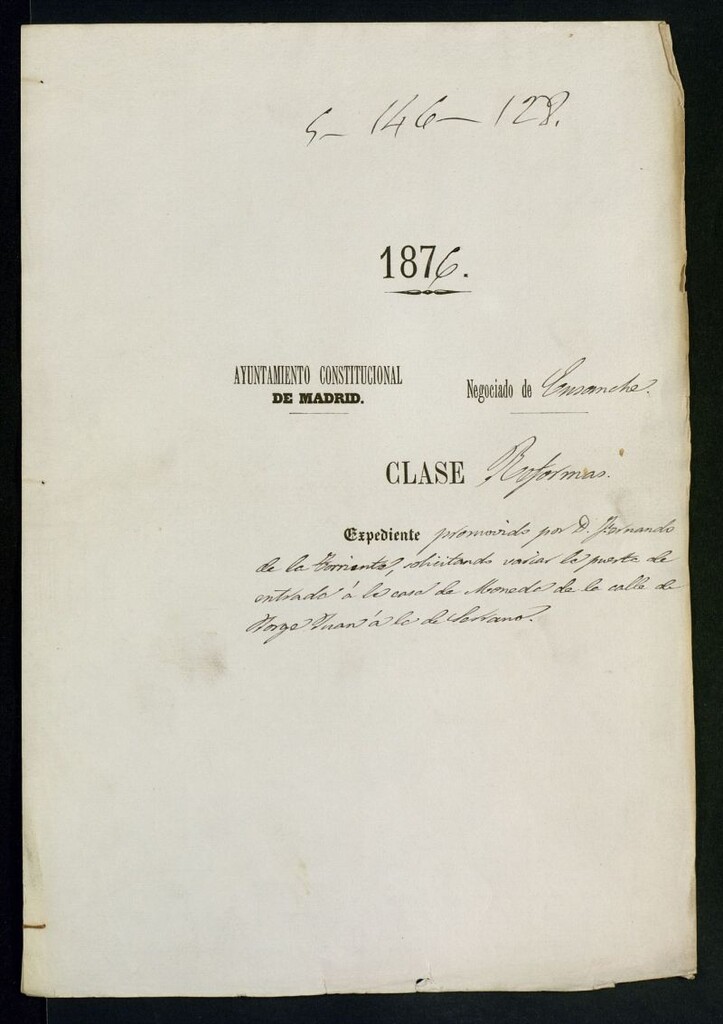 5-146-128.
1876.
AYUNTAMIENTO CONSTITUCIONAL
DE MADRID.
Negociado de Ensanche.
CLASE Reformas.
Expediente promovido por D. Fernando
de la Torriente, solicitando variar la puerta de
entrada á la casa de Moneda de la calle de
Jorge Juan á la de Serrano.